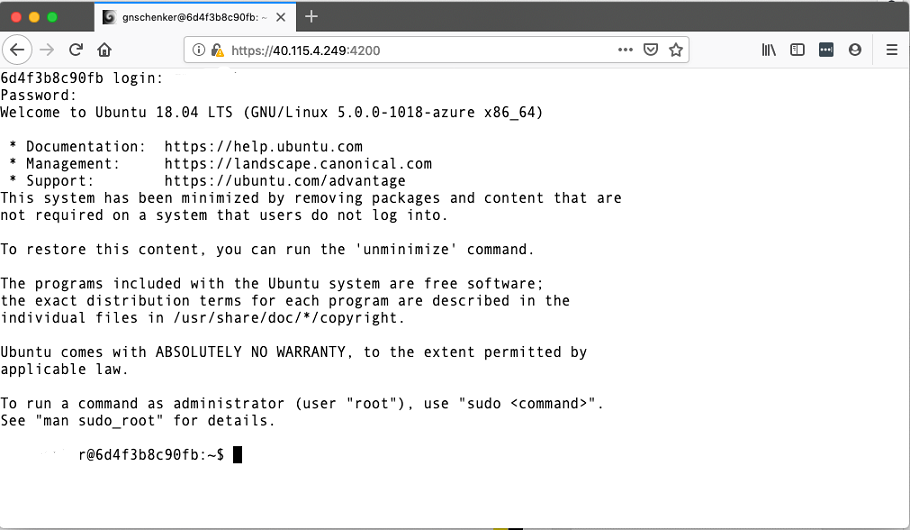 gnschenker@6d4f3b8c90fb: ~
https://40.115.4.249:4200
6d4f3b8c90fb login:
Password:
Welcome to Ubuntu 18.04 LTS (GNU/Linux 5.0.0-1018-azure x86_64)
* Documentation: https://help.ubuntu.com
* Management: https://landscape.canonical.com
* Support: https://ubuntu.com/advantage
This system has been minimized by removing packages and content that are
not required on a system that users do not log into.
To restore this content, you can run the 'unminimize' command.
The programs included with the Ubuntu system are free software;
the exact distribution terms for each program are described in the
individual files in /usr/share/doc/*/copyright.
Ubuntu comes with ABSOLUTELY NO WARRANTY, to the extent permitted by
applicable law.
To run a command as administrator (user "root"), use "sudo <command>".
See "man sudo_root" for details.
r@6d4f3b8c90fb:~$